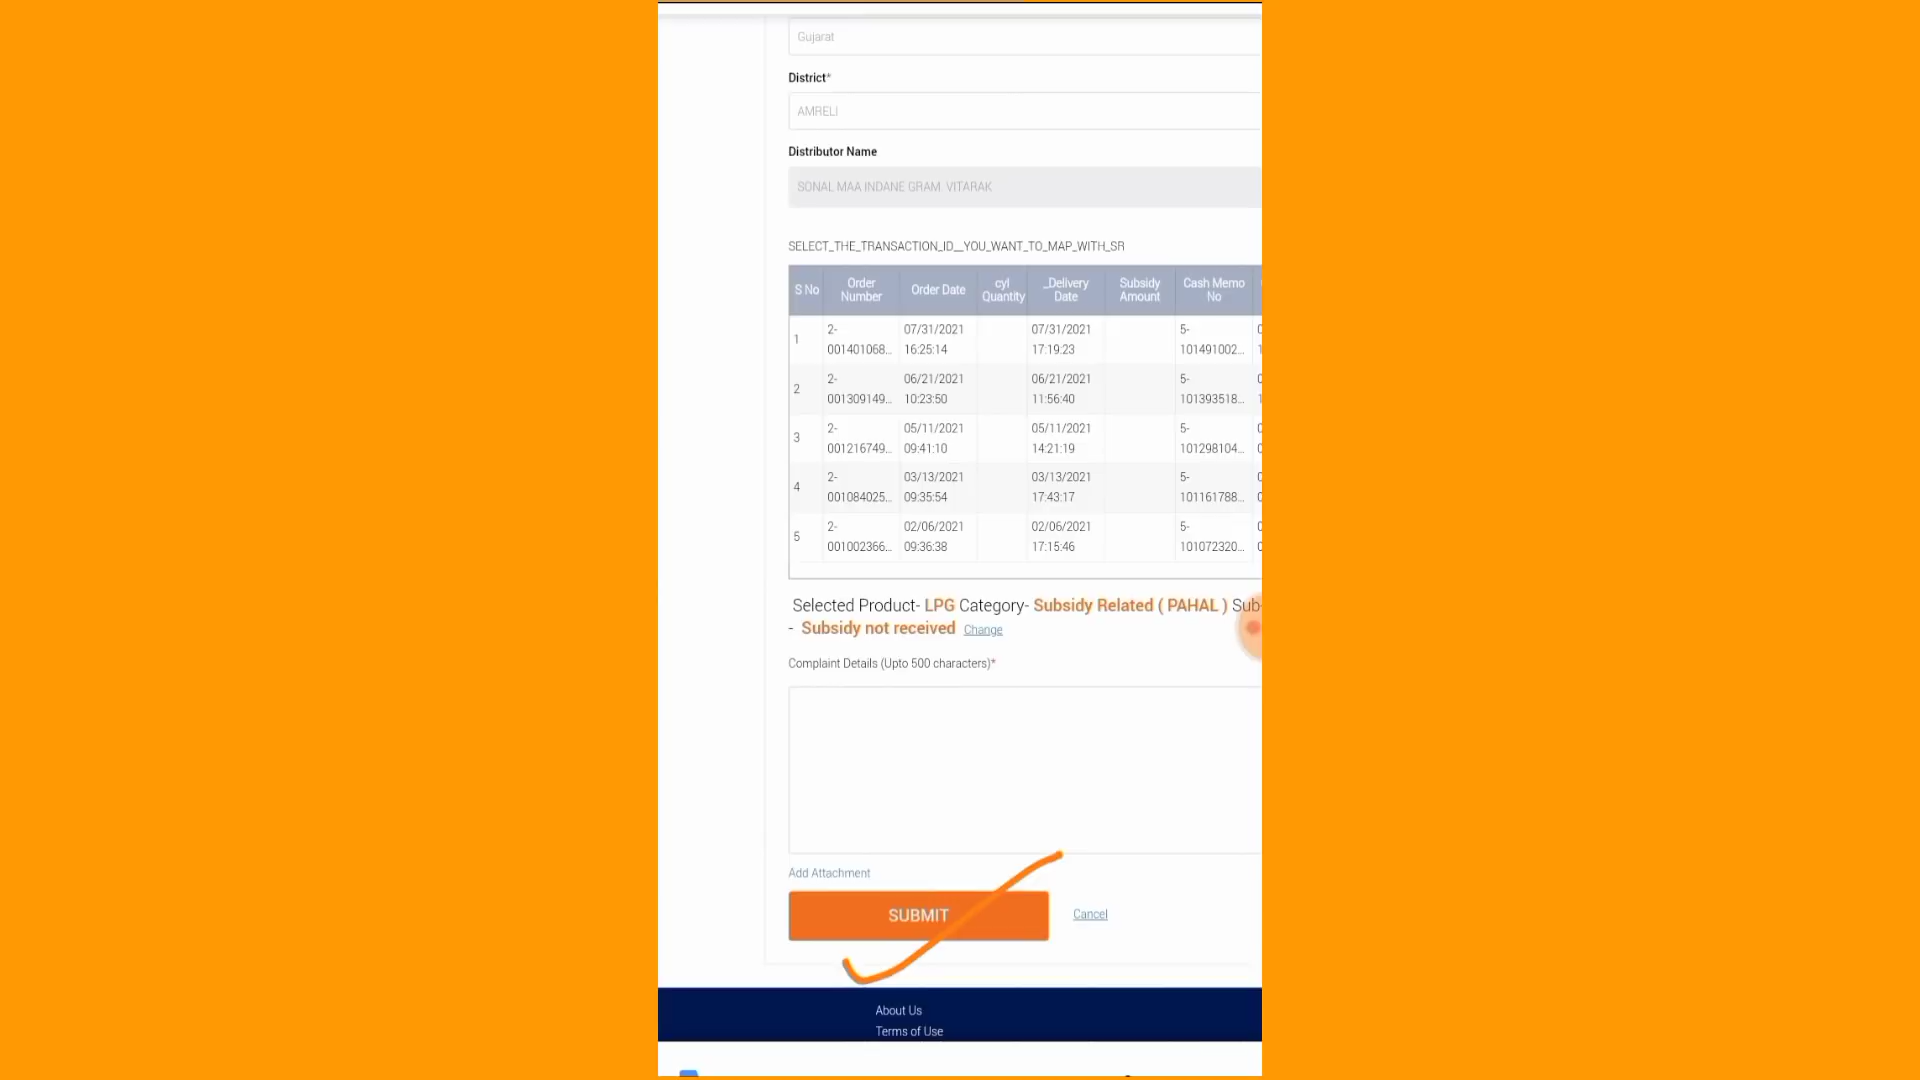 Gujarat
District*
AMRELI
Distributor Name
SONAL MAA INDANE GRAM VITARAK
SELECT_THE_TRANSACTION_ID__YOU_WANT_TO_MAP_WITH_SR
S No Order Number Order Date cyl Quantity _Delivery Date Subsidy Amount Cash Memo No
1 2-001401068... 07/31/2021 16:25:14 07/31/2021 17:19:23 5-101491002...
2 2-001309149... 06/21/2021 10:23:50 06/21/2021 11:56:40 5-101393518...
3 2-001216749... 05/11/2021 09:41:10 05/11/2021 14:21:19 5-101298104...
4 2-001084025... 03/13/2021 09:35:54 03/13/2021 17:43:17 5-101161788...
5 2-001002366... 02/06/2021 09:36:38 02/06/2021 17:15:46 5-101072320...
Selected Product- LPG Category- Subsidy Related ( PAHAL ) Sub
- Subsidy not received Change
Complaint Details (Upto 500 characters)*
Add Attachment
SUBMIT Cancel
About Us
Terms of Use